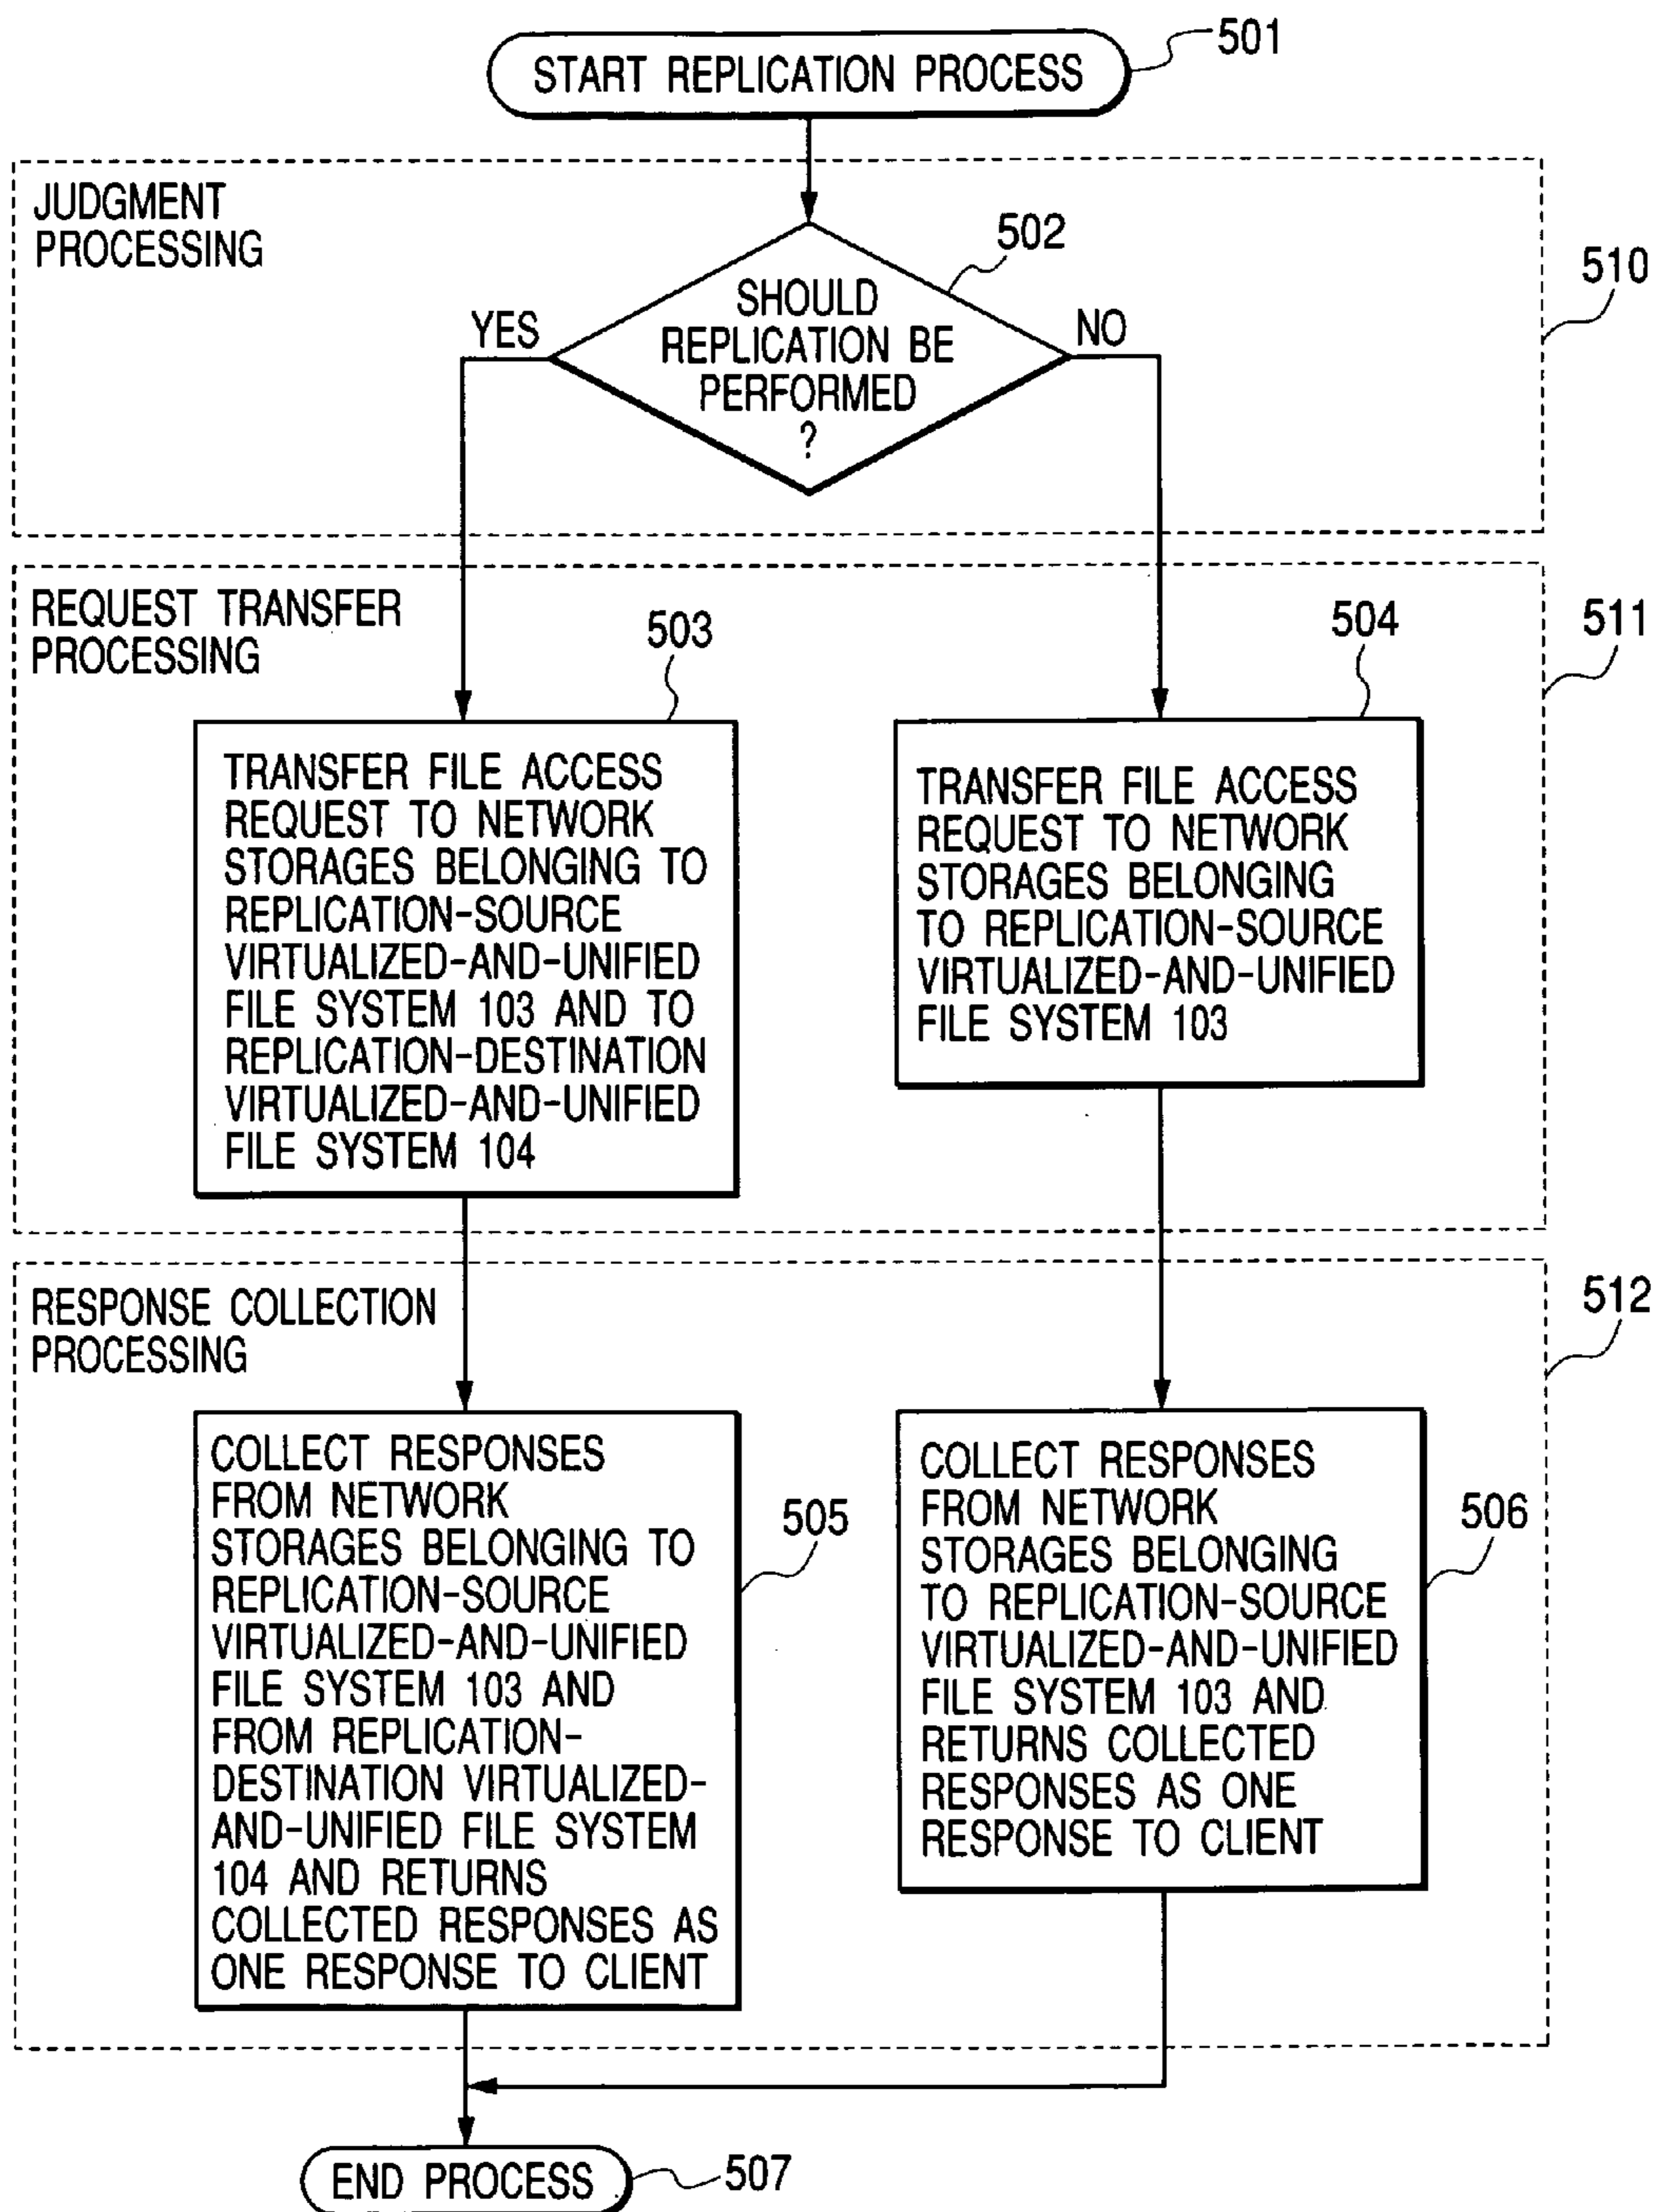 START REPLICATION PROCESS
501
JUDGMENT
PROCESSING
502
510
SHOULD
REPLICATION BE
PERFORMED
?
YES
NO
REQUEST TRANSFER
PROCESSING
503
504
511
TRANSFER FILE ACCESS
REQUEST TO NETWORK
STORAGES BELONGING TO
REPLICATION-SOURCE
VIRTUALIZED-AND-UNIFIED
FILE SYSTEM 103 AND TO
REPLICATION-DESTINATION
VIRTUALIZED-AND-UNIFIED
FILE SYSTEM 104
TRANSFER FILE ACCESS
REQUEST TO NETWORK
STORAGES BELONGING
TO REPLICATION-SOURCE
VIRTUALIZED-AND-UNIFIED
FILE SYSTEM 103
RESPONSE COLLECTION
PROCESSING
512
COLLECT RESPONSES
FROM NETWORK
STORAGES BELONGING TO
REPLICATION-SOURCE
VIRTUALIZED-AND-UNIFIED
FILE SYSTEM 103 AND
FROM REPLICATION-
DESTINATION VIRTUALIZED-
AND-UNIFIED FILE SYSTEM
104 AND RETURNS
COLLECTED RESPONSES AS
ONE RESPONSE TO CLIENT
505
COLLECT RESPONSES
FROM NETWORK
STORAGES BELONGING
TO REPLICATION-SOURCE
VIRTUALIZED-AND-UNIFIED
FILE SYSTEM 103 AND
RETURNS COLLECTED
RESPONSES AS ONE
RESPONSE TO CLIENT
506
END PROCESS
507